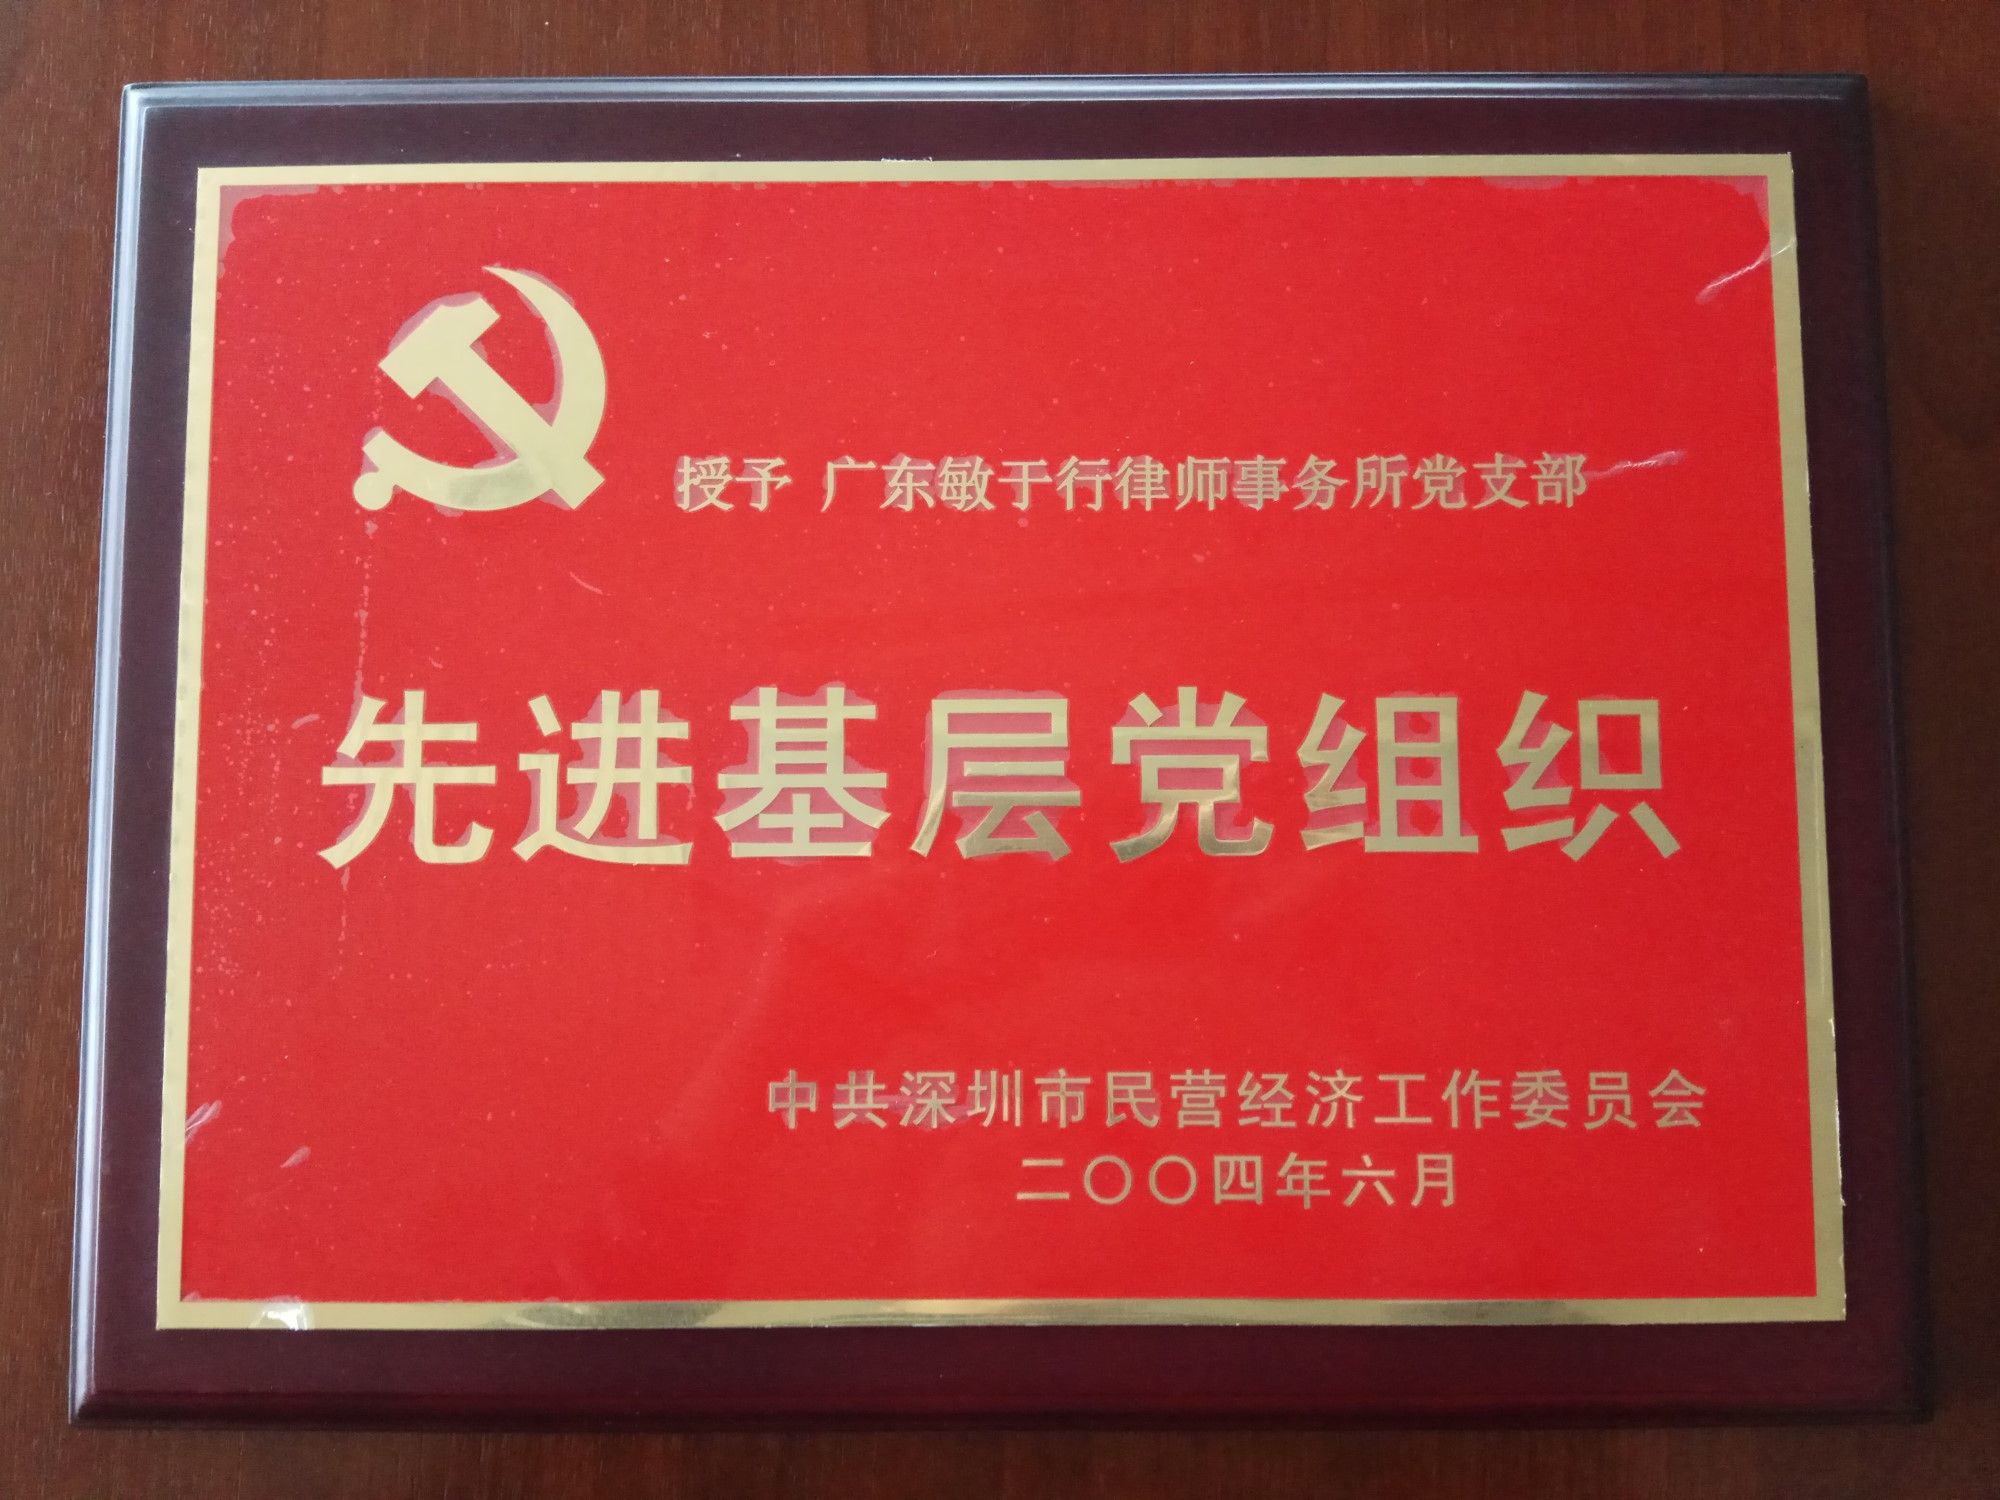 授予 广东敏于行律师事务所党支部
先进基层党组织
中共深圳市民营经济工作委员会
二〇〇四年六月